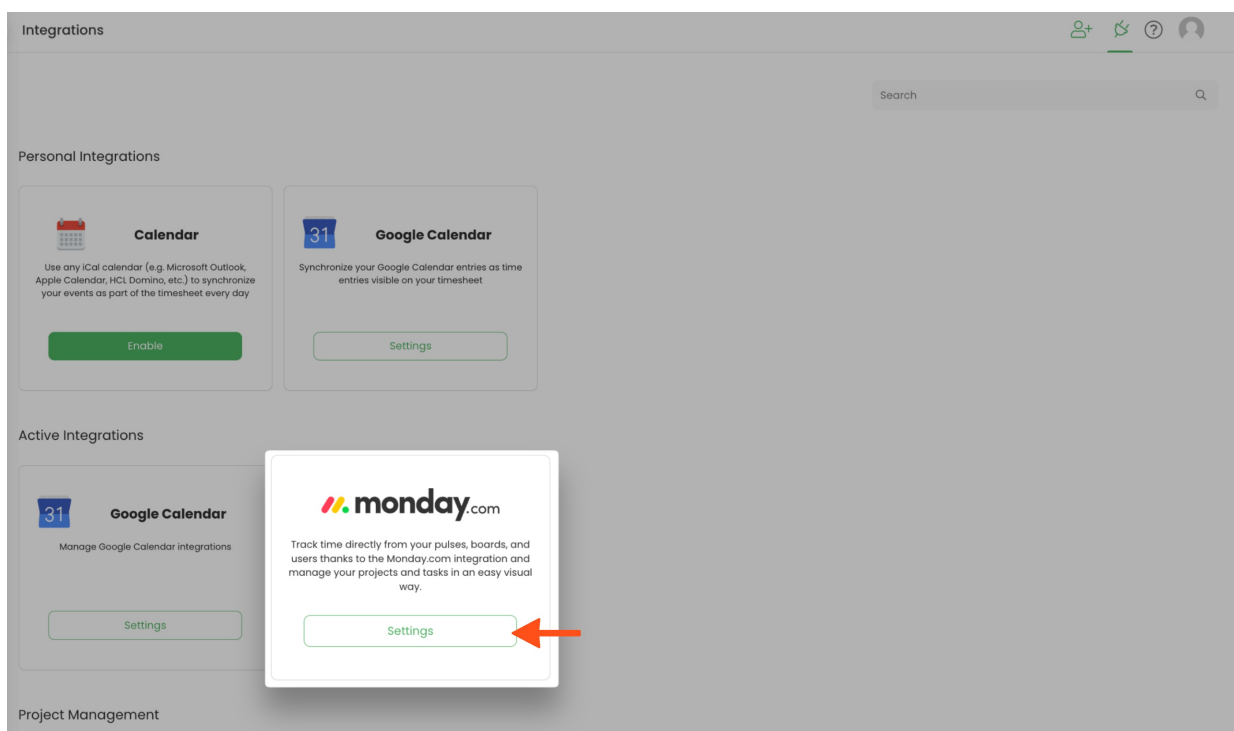 Integrations
Search
Personal Integrations
31
Calendar
Google Calendar
Use any iCal calendar (e.g. Microsoft Outlook,
Apple Calendar, HCL Domino, etc.) to synchronize
your events as part of the timesheet every day
Synchronize your Google Calendar entries as time
entries visible on your timesheet
Enable
Settings
Active Integrations
31
Google Calendar
Manage Google Calendar integrations
Settings
monday.com
Track time directly from your pulses, boards, and
users thanks to the Monday.com integration and
manage your projects and tasks in an easy visual
way.
Settings
Project Management